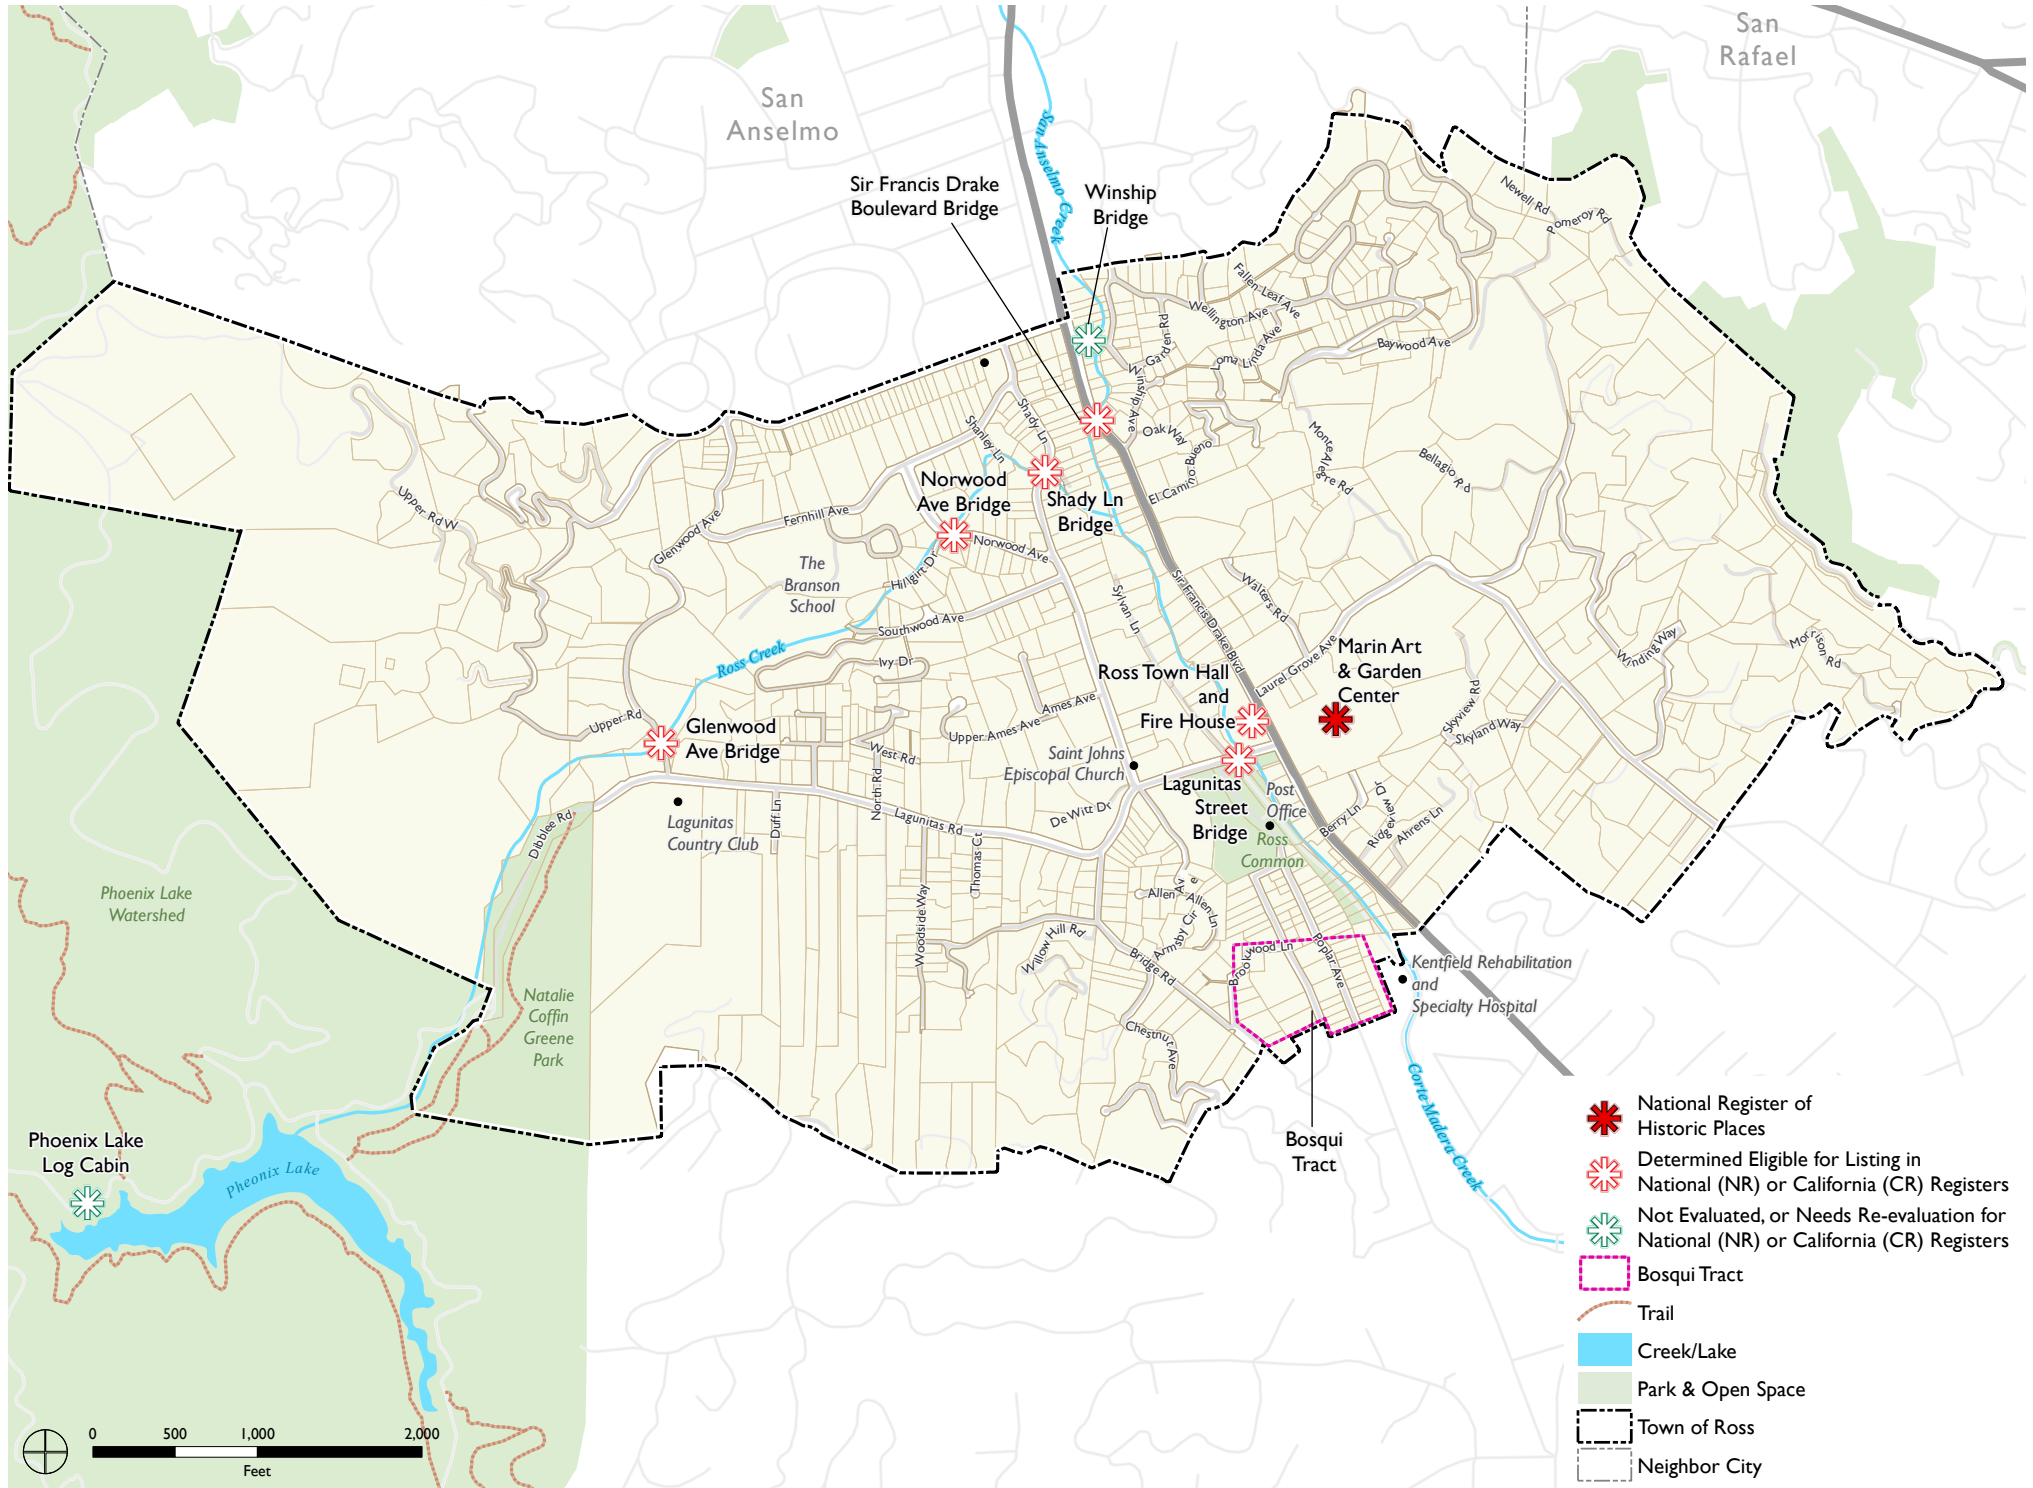 San
Rafael
San
Anselmo
San Anselmo Creek
Sir Francis Drake
Boulevard Bridge
Winship
Bridge
Newell Rd
Pomeroy Rd
Fallen Leaf Ave
Wellington Ave
Garden Rd
Loma Linda Ave
Baywood Ave
Winship Ave
Shady Ln
Shanley Ln
Oak Way
El Camino Bueno
Monte Alegre Rd
Bellagio Rd
Norwood
Ave Bridge
Shady Ln
Bridge
Upper Rd W
Glenwood Ave
Fernhill Ave
Norwood Ave
Hillgirt Dr
The
Branson
School
Southwood Ave
Sylvan Ln
Sir Francis Drake Blvd
Walters Rd
Laurel Grove Ave
Marin Art
& Garden
Center
Winding Way
Morrison Rd
Ross Creek
Ivy Dr
Ross Town Hall
and
Fire House
Skyview Rd
Skyland Way
Upper Rd
Glenwood
Ave Bridge
Ames Ave
Upper Ames Ave
West Rd
North Rd
Saint Johns
Episcopal Church
Lagunitas
Street
Bridge
Post
Office
Ross
Common
Berry Ln
Ridgeview Dr
Ahrens Ln
De Witt Dr
Lagunitas Rd
Duff Ln
Lagunitas
Country Club
Dibblee Rd
Thomas Ct
Woodside Way
Allen Ave
Allen Ln
Armsby Cir
Willow Hill Rd
Bridge Rd
Brookwood Ln
Poplar Ave
Chestnut Ave
Kentfield Rehabilitation
and
Specialty Hospital
Phoenix Lake
Watershed
Natalie
Coffin
Greene
Park
Corte Madera Creek
Bosqui
Tract
Phoenix Lake
Log Cabin
Pheonix Lake
National Register of
Historic Places
Determined Eligible for Listing in
National (NR) or California (CR) Registers
Not Evaluated, or Needs Re-evaluation for
National (NR) or California (CR) Registers
Bosqui Tract
Trail
Creek/Lake
Park & Open Space
Town of Ross
Neighbor City
0 500 1,000 2,000
Feet